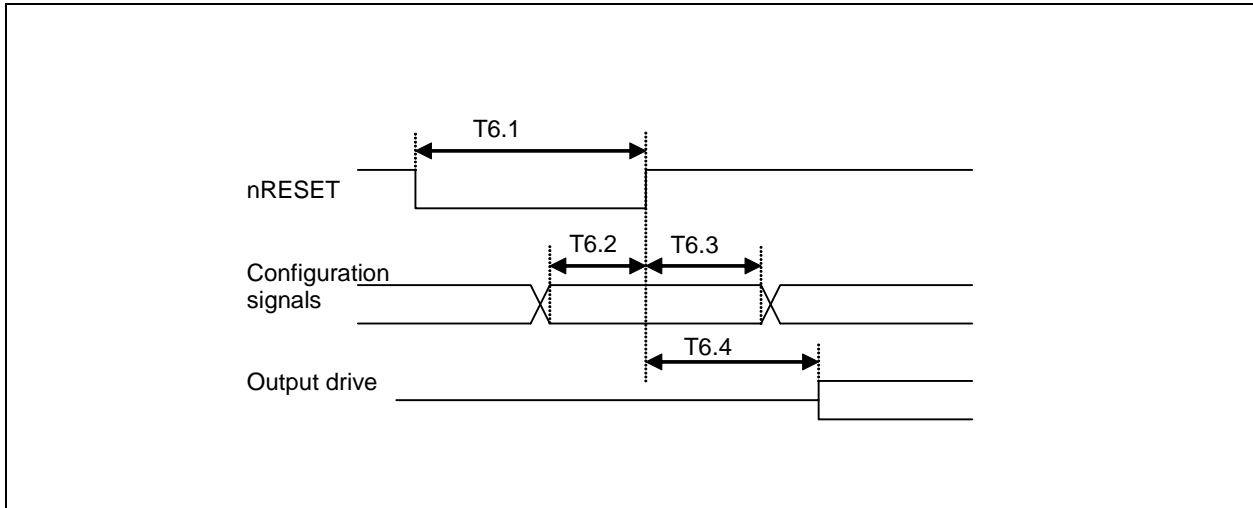 T6.1
nRESET
T6.2
T6.3
Configuration
signals
T6.4
Output drive